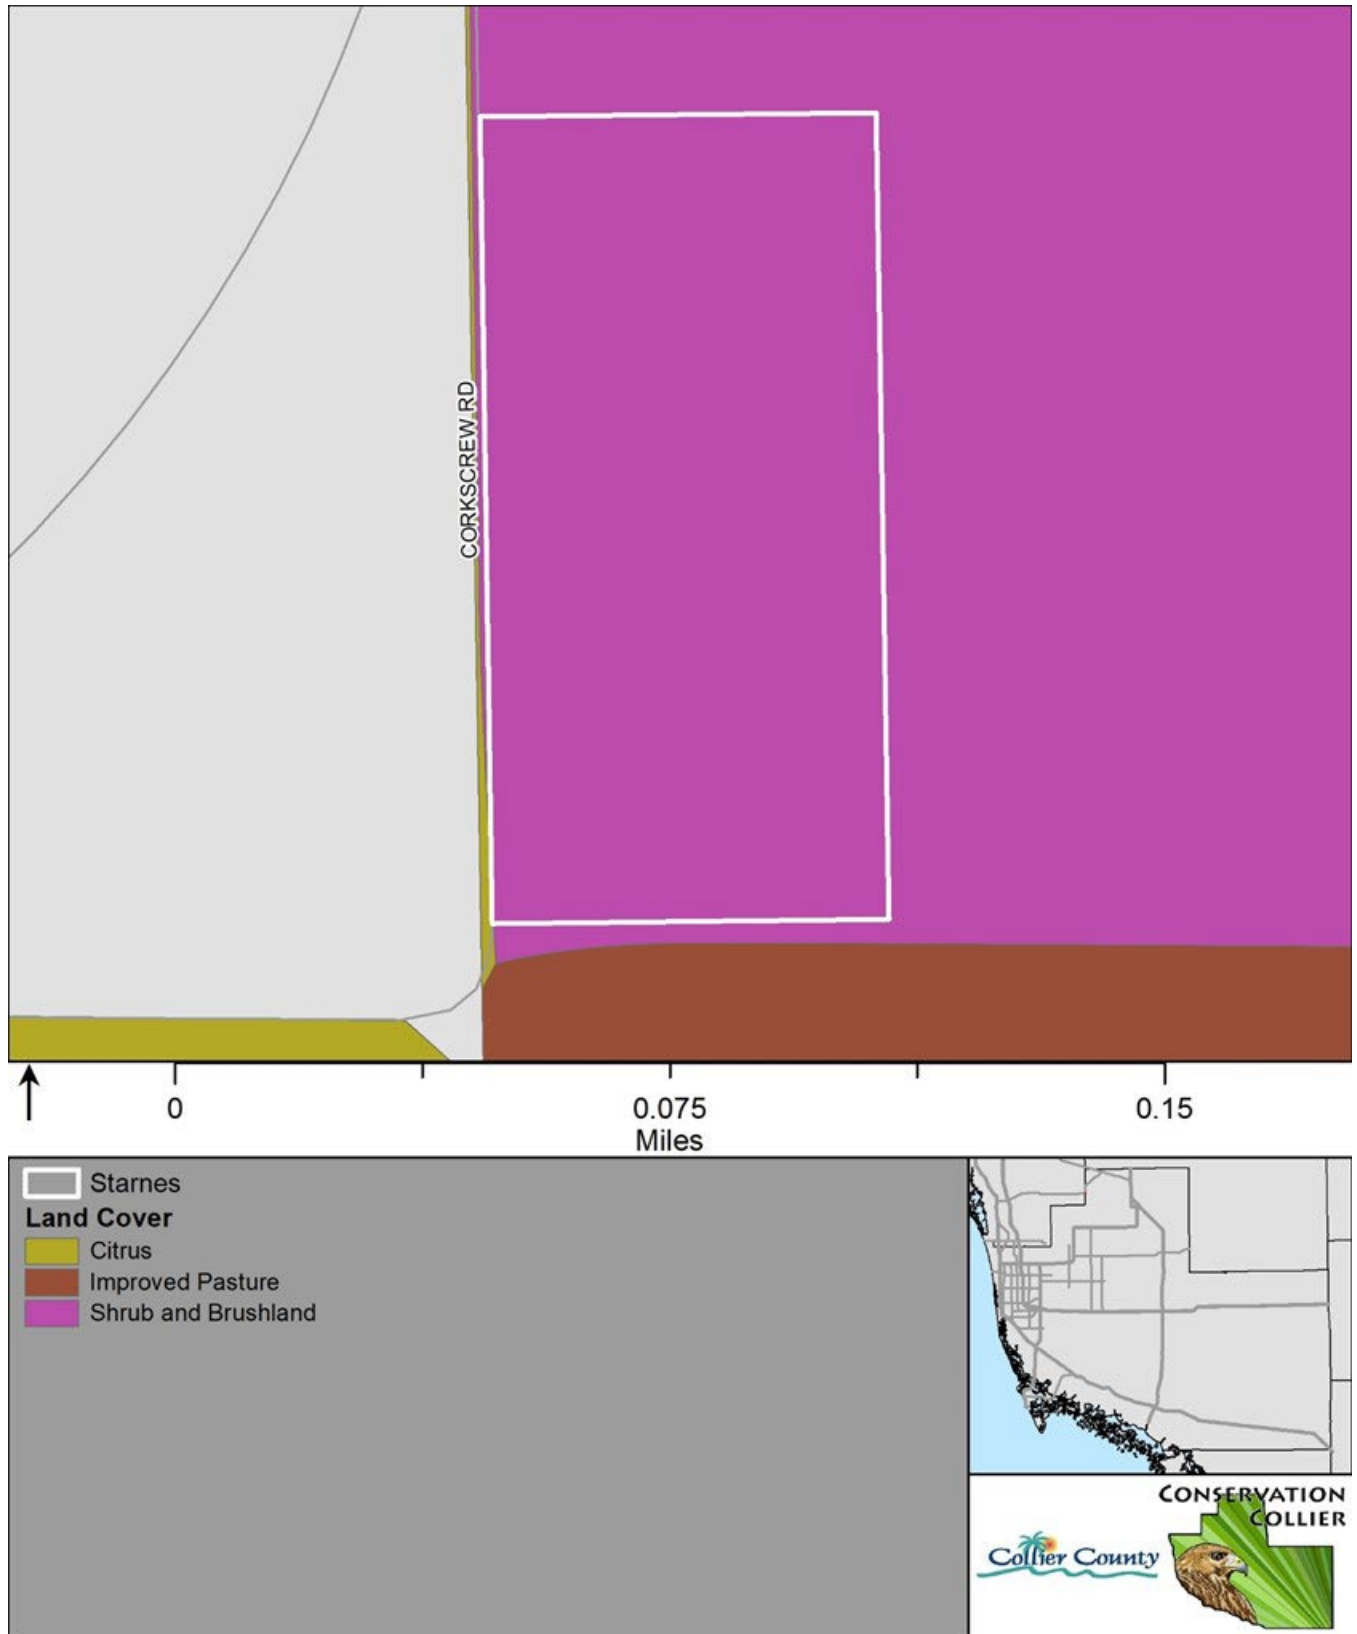 CORKSCREW RD
0 0.075 0.15
Miles
Starnes
Land Cover
Citrus
Improved Pasture
Shrub and Brushland
CONSERVATION
COLLIER
Collier County